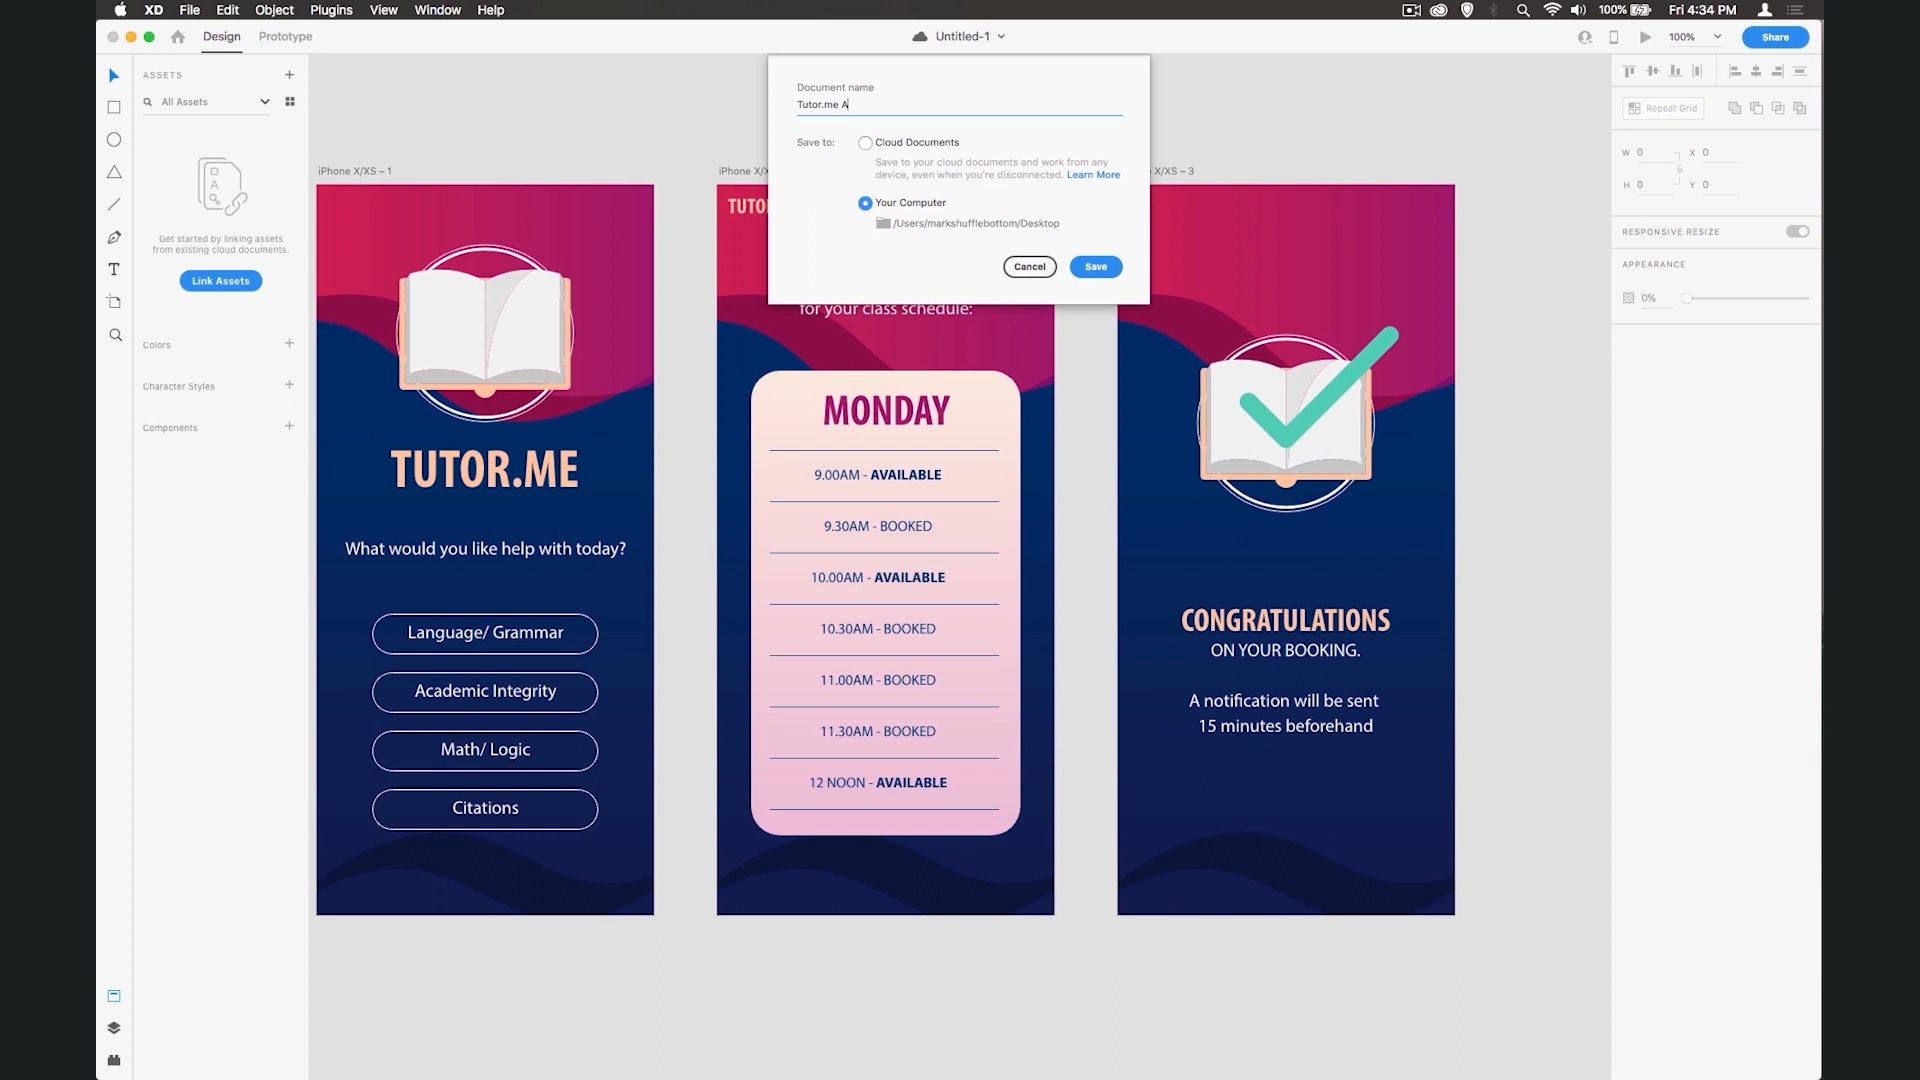 XD File Edit Object Plugins View Window Help
100% Fri 4:34 PM
Design Prototype
Untitled-1
100%
Share
ASSETS
All Assets
Get started by linking assets
from existing cloud documents.
Link Assets
Colors
Character Styles
Components
Document name
Tutor.me A
Save to:
Cloud Documents
Save to your cloud documents and work from any
device, even when you're disconnected. Learn More
Your Computer
/Users/markshufflebottom/Desktop
Cancel
Save
iPhone X/XS – 1
TUTOR.ME
What would you like help with today?
Language/ Grammar
Academic Integrity
Math/ Logic
Citations
iPhone X/X
TUTO
for your class schedule:
MONDAY
9.00AM - AVAILABLE
9.30AM - BOOKED
10.00AM - AVAILABLE
10.30AM - BOOKED
11.00AM - BOOKED
11.30AM - BOOKED
12 NOON - AVAILABLE
X/XS – 3
CONGRATULATIONS
ON YOUR BOOKING.
A notification will be sent
15 minutes beforehand
Repeat Grid
W 0 X 0
H 0 Y 0
RESPONSIVE RESIZE
APPEARANCE
0%